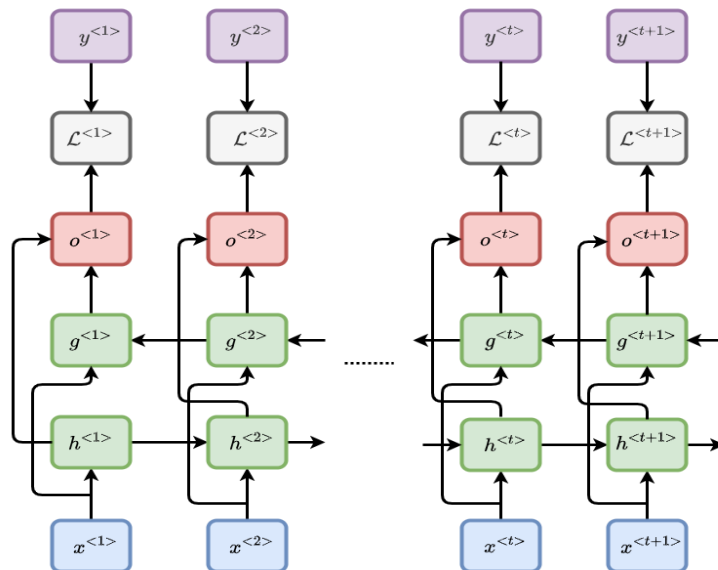 y<1> y<2> y<t> y<t+1>
ℒ<1> ℒ<2> ℒ<t> ℒ<t+1>
o<1> o<2> o<t> o<t+1>
g<1> g<2> g<t> g<t+1>
h<1> h<2> h<t> h<t+1>
x<1> x<2> x<t> x<t+1>